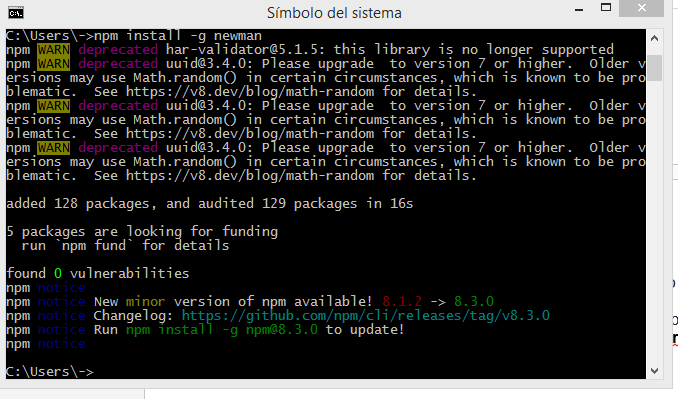 Símbolo del sistema
C:\Users\->npm install -g newman
npm WARN deprecated har-validator@5.1.5: this library is no longer supported
npm WARN deprecated uuid@3.4.0: Please upgrade  to version 7 or higher.  Older v
ersions may use Math.random() in certain circumstances, which is known to be pro
blematic.  See https://v8.dev/blog/math-random for details.
npm WARN deprecated uuid@3.4.0: Please upgrade  to version 7 or higher.  Older v
ersions may use Math.random() in certain circumstances, which is known to be pro
blematic.  See https://v8.dev/blog/math-random for details.
npm WARN deprecated uuid@3.4.0: Please upgrade  to version 7 or higher.  Older v
ersions may use Math.random() in certain circumstances, which is known to be pro
blematic.  See https://v8.dev/blog/math-random for details.
added 128 packages, and audited 129 packages in 16s
5 packages are looking for funding
  run `npm fund` for details
found 0 vulnerabilities
npm notice
npm notice New minor version of npm available! 8.1.2 -> 8.3.0
npm notice Changelog: https://github.com/npm/cli/releases/tag/v8.3.0
npm notice Run npm install -g npm@8.3.0 to update!
npm notice
C:\Users\->